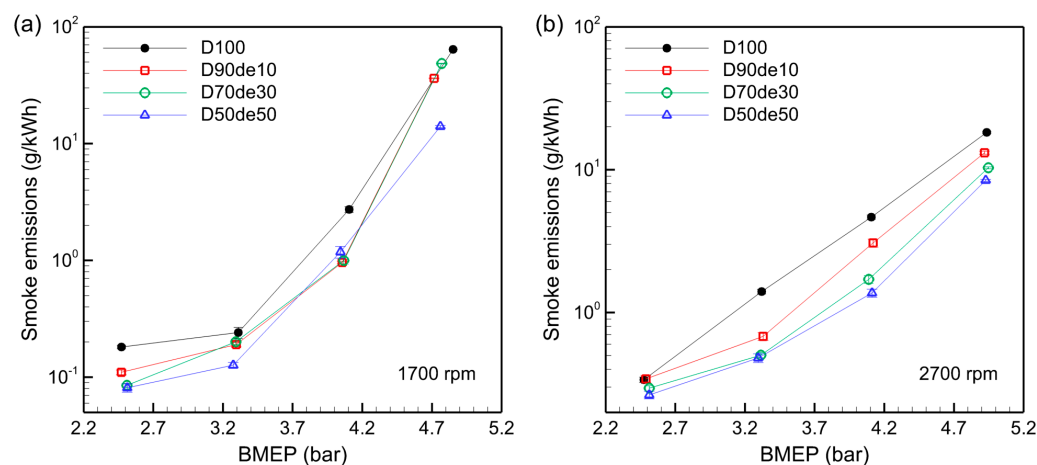 (a)
Smoke emissions (g/kWh)
10²
10¹
10⁰
10⁻¹
D100
D90de10
D70de30
D50de50
1700 rpm
2.2 2.7 3.2 3.7 4.2 4.7 5.2
BMEP (bar)
(b)
Smoke emissions (g/kWh)
10²
10¹
10⁰
D100
D90de10
D70de30
D50de50
2700 rpm
2.2 2.7 3.2 3.7 4.2 4.7 5.2
BMEP (bar)